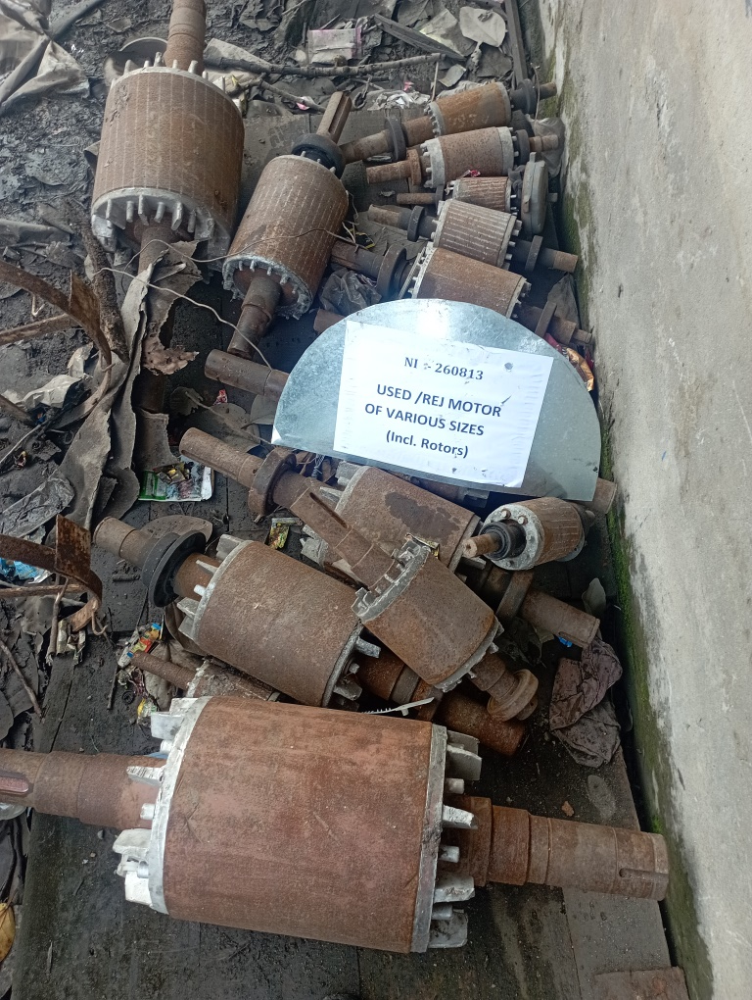 NI :- 260813
USED /REJ MOTOR
OF VARIOUS SIZES
(Incl. Rotors)